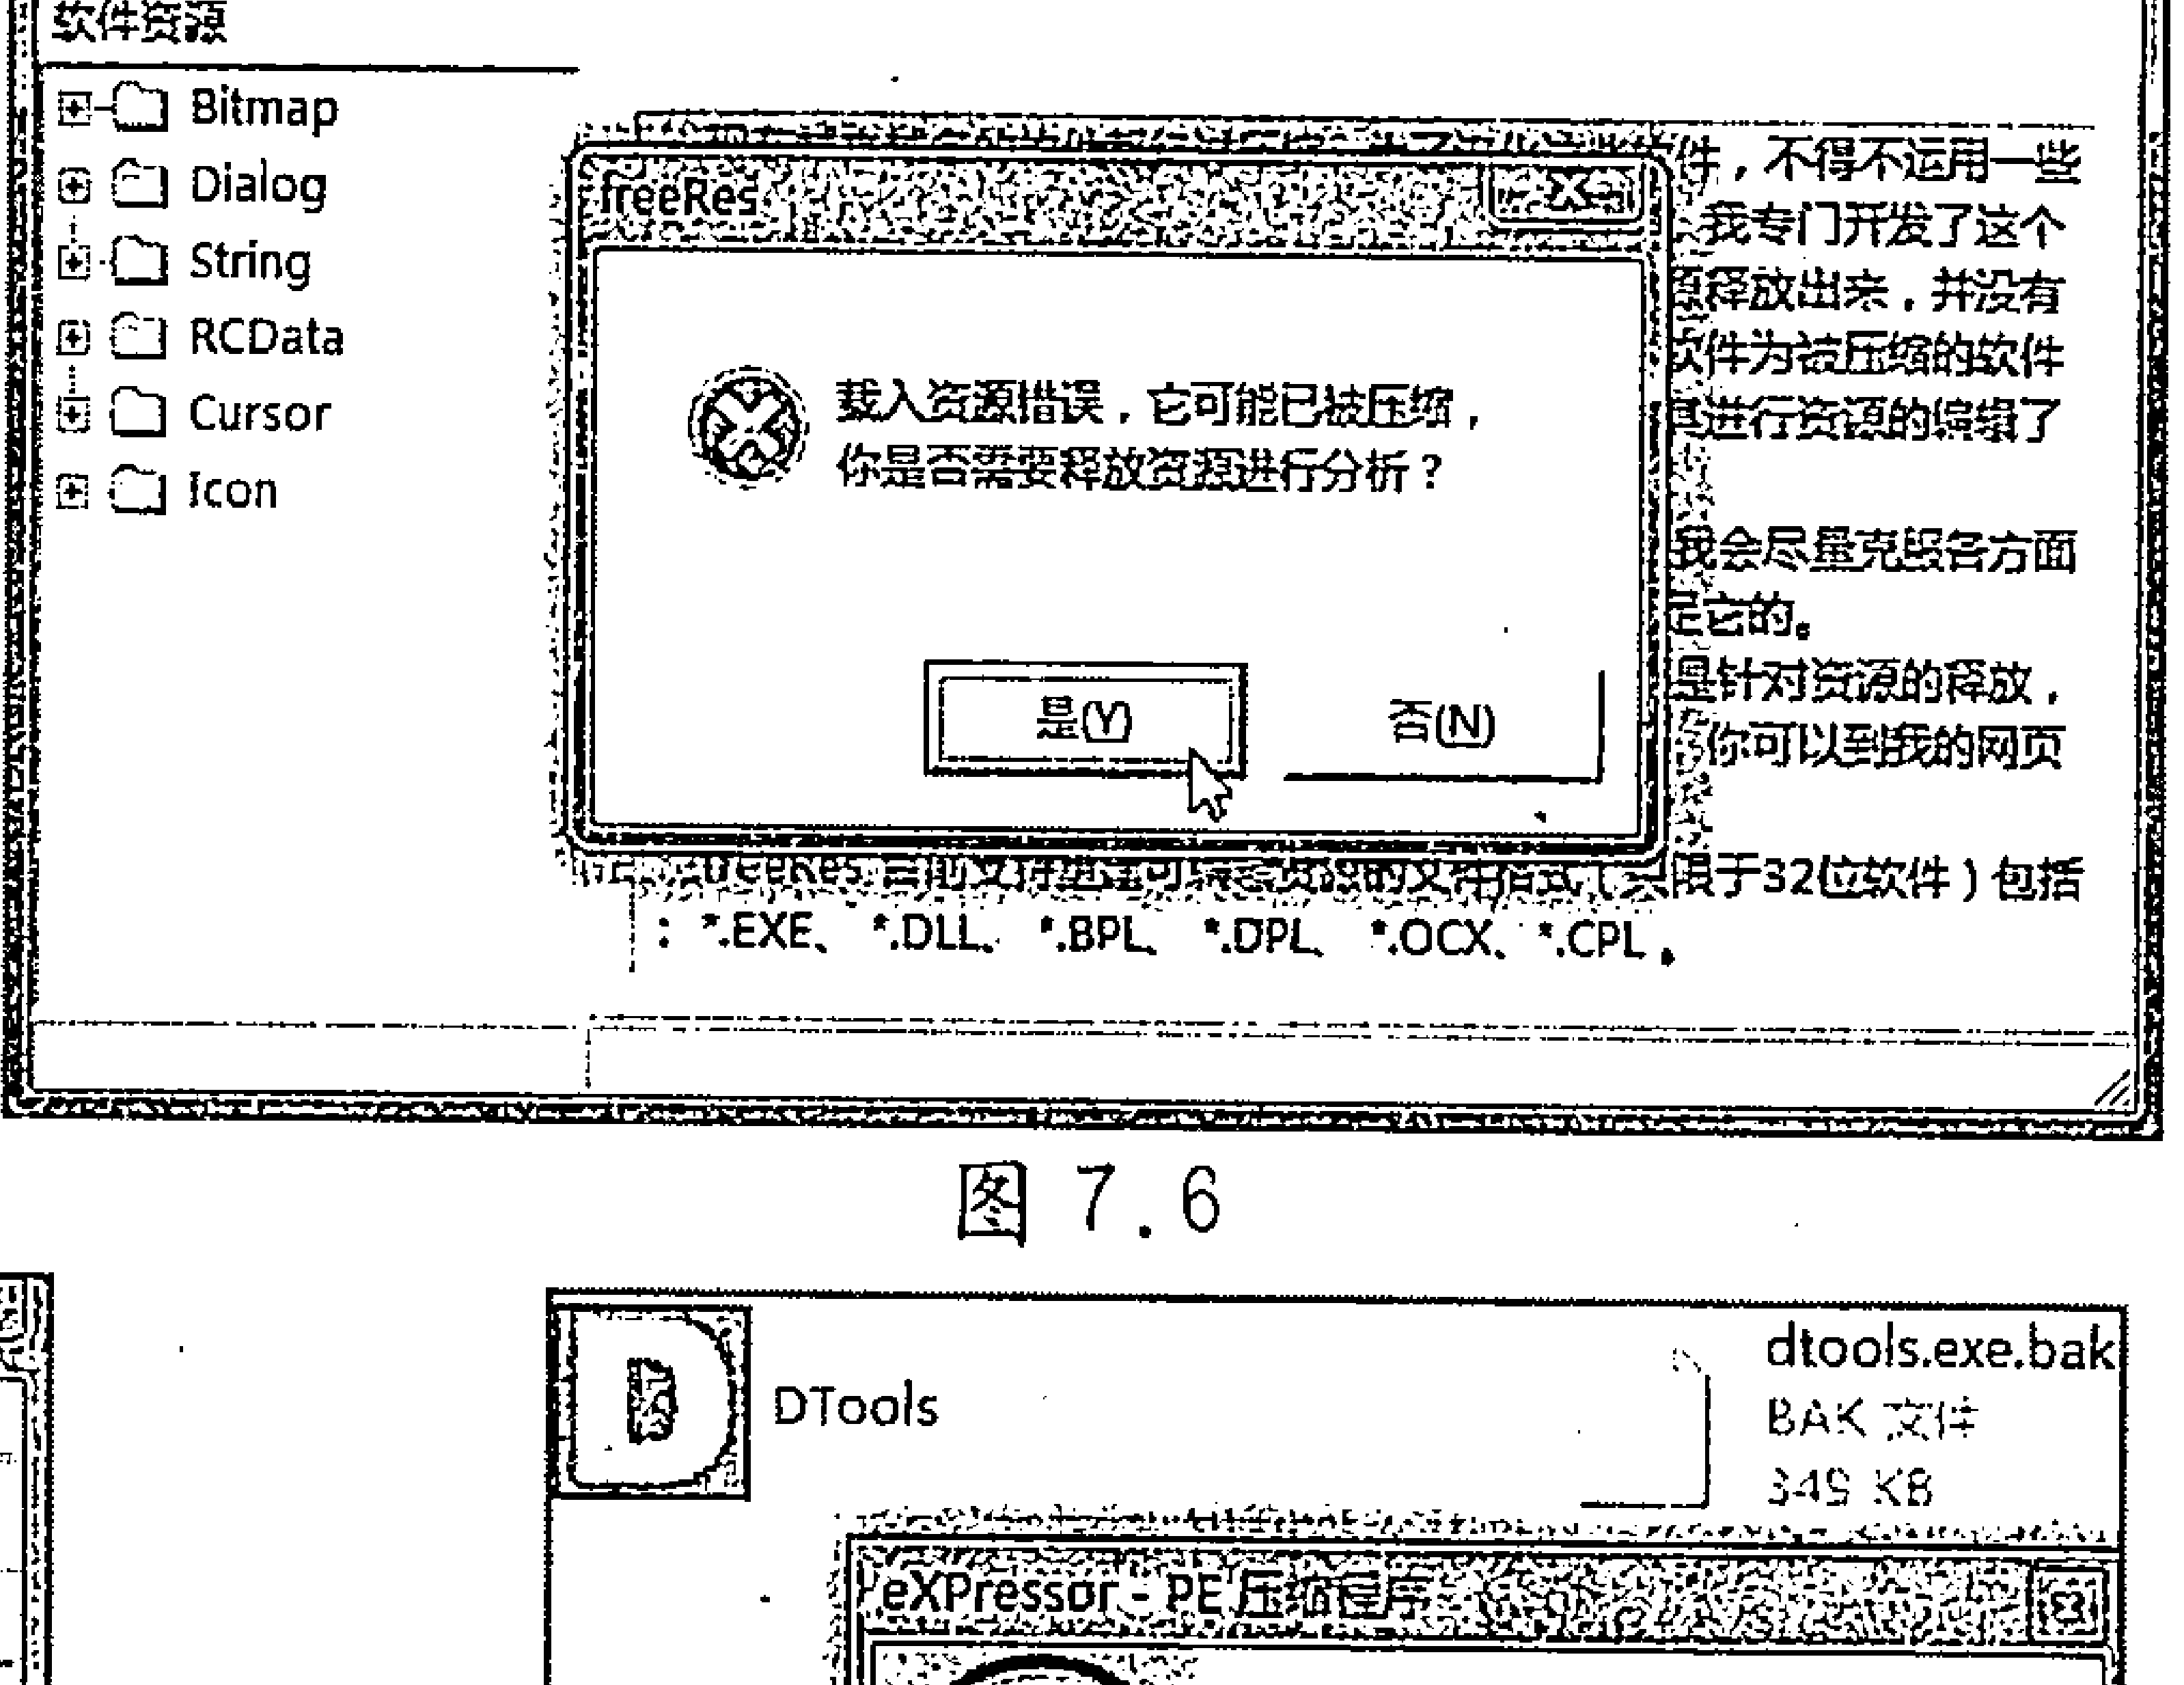 软件资源
Bitmap
Dialog
String
RCData
Cursor
Icon
件，不得不运用一些
freeRes
我专门开发了这个
源释放出来，并没有
软件为被压缩的软件
载入资源错误，它可能已被压缩，
进行资源的编缉了
你是否需要释放资源进行分析？
我会尽量克服各方面
足它的。
是针对资源的释放，
是(Y)
否(N)
你可以到我的网页
freeRes 目前支持
限于32位软件）包括
：*.EXE、*.DLL、*.BPL、*.DPL、*.OCX、*.CPL。
图 7.6
DTools
dtools.exe.bak
BAK 文件
349 KB
eXPressor - PE 压缩程序